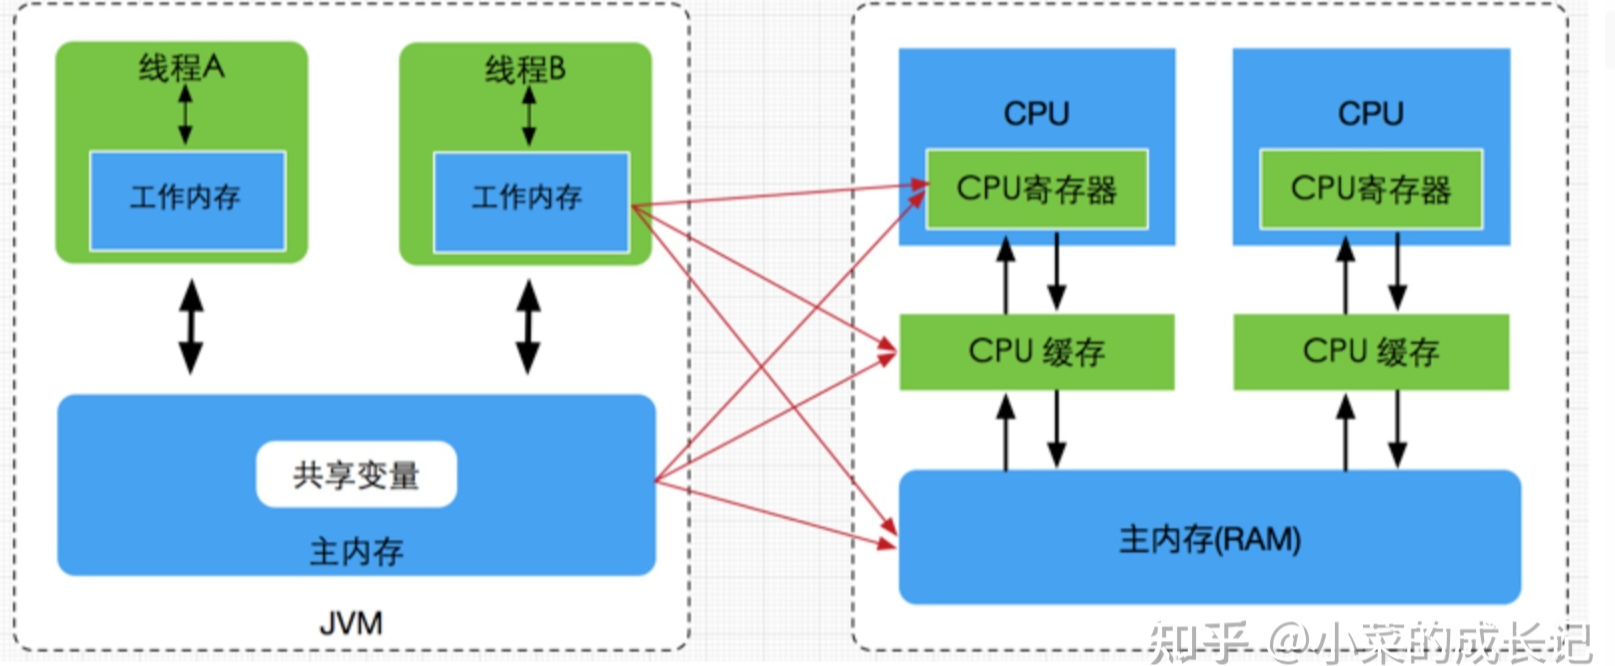 线程A
线程B
工作内存
工作内存
共享变量
主内存
JVM
CPU
CPU
CPU寄存器
CPU寄存器
CPU 缓存
CPU 缓存
主内存(RAM)
知乎 @小菜的成长记